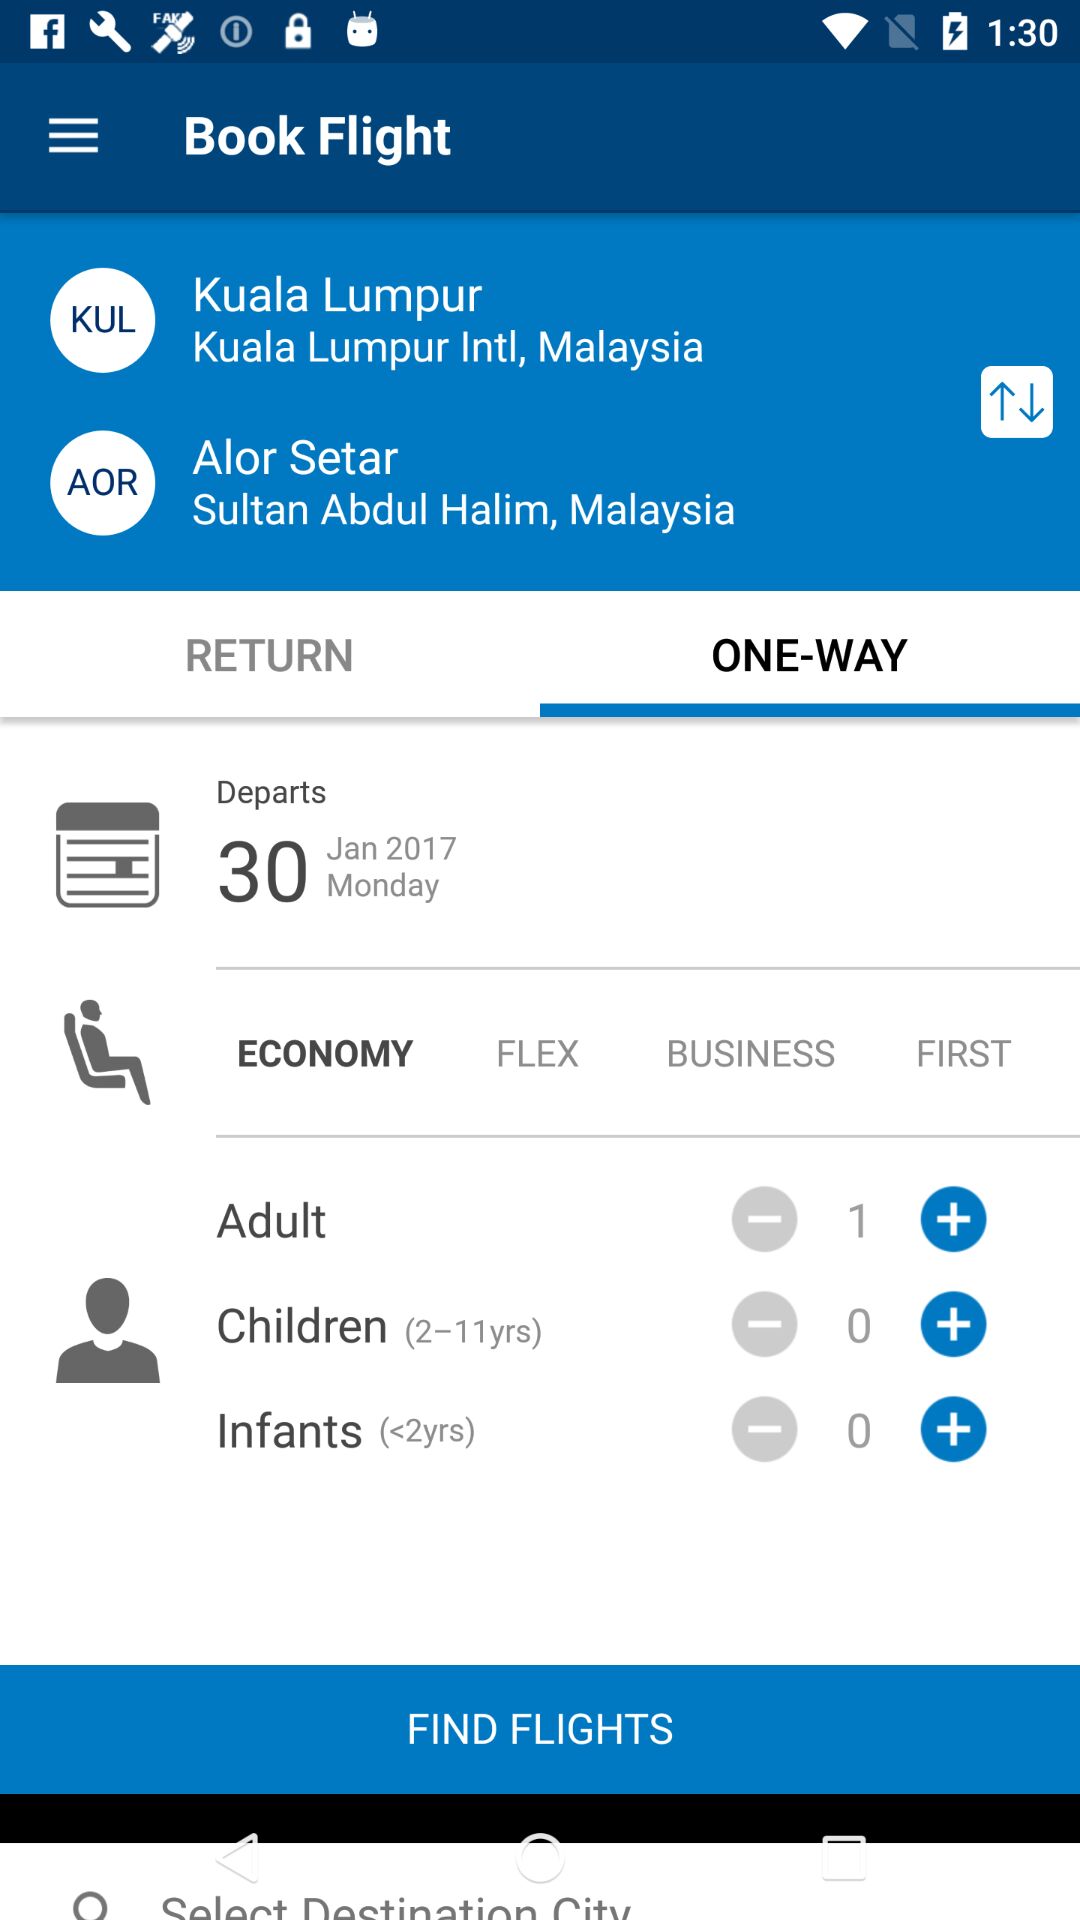 FAKE
1:30
Book Flight
KUL
Kuala Lumpur
Kuala Lumpur Intl, Malaysia
AOR
Alor Setar
Sultan Abdul Halim, Malaysia
RETURN
ONE-WAY
Departs
30
Jan 2017
Monday
ECONOMY FLEX BUSINESS FIRST
Adult 1
Children (2–11yrs) 0
Infants (<2yrs) 0
FIND FLIGHTS
Select Destination City